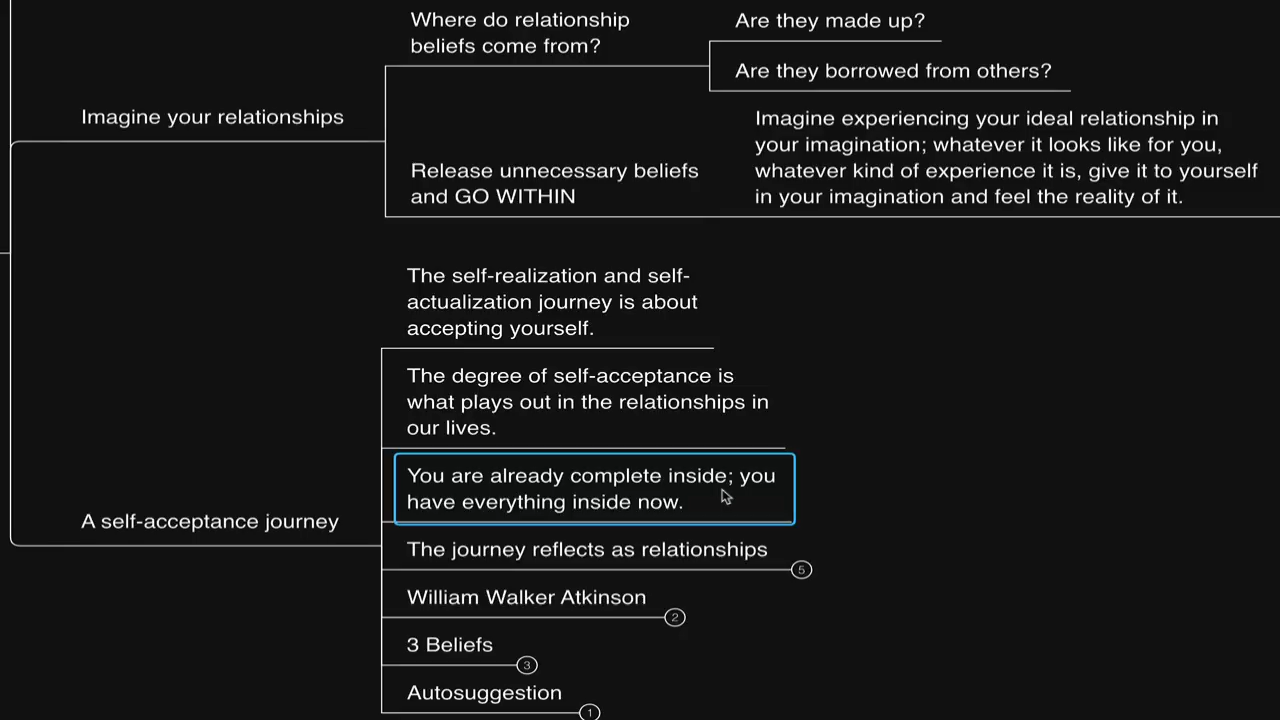 Where do relationship
beliefs come from?
Are they made up?
Are they borrowed from others?
Imagine your relationships
Release unnecessary beliefs
and GO WITHIN
Imagine experiencing your ideal relationship in
your imagination; whatever it looks like for you,
whatever kind of experience it is, give it to yourself
in your imagination and feel the reality of it.
The self-realization and self-
actualization journey is about
accepting yourself.
The degree of self-acceptance is
what plays out in the relationships in
our lives.
You are already complete inside; you
have everything inside now.
A self-acceptance journey
The journey reflects as relationships
5
William Walker Atkinson
2
3 Beliefs
3
Autosuggestion
1